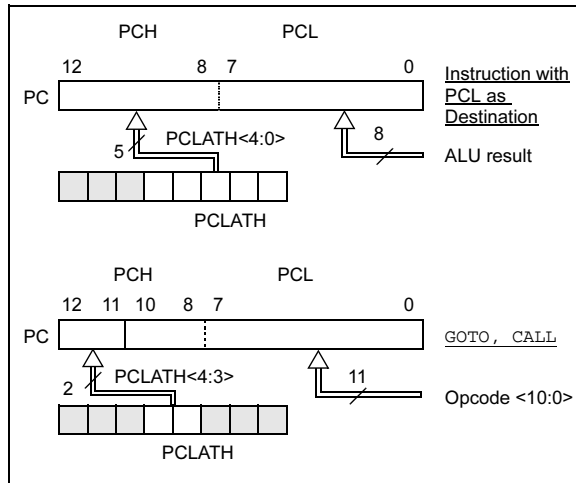 PCH PCL
12 8 7 0
PC
Instruction with
PCL as
Destination
PCLATH<4:0>
5
8
ALU result
PCLATH
PCH PCL
12 11 10 8 7 0
PC
GOTO, CALL
PCLATH<4:3>
2
11
Opcode <10:0>
PCLATH